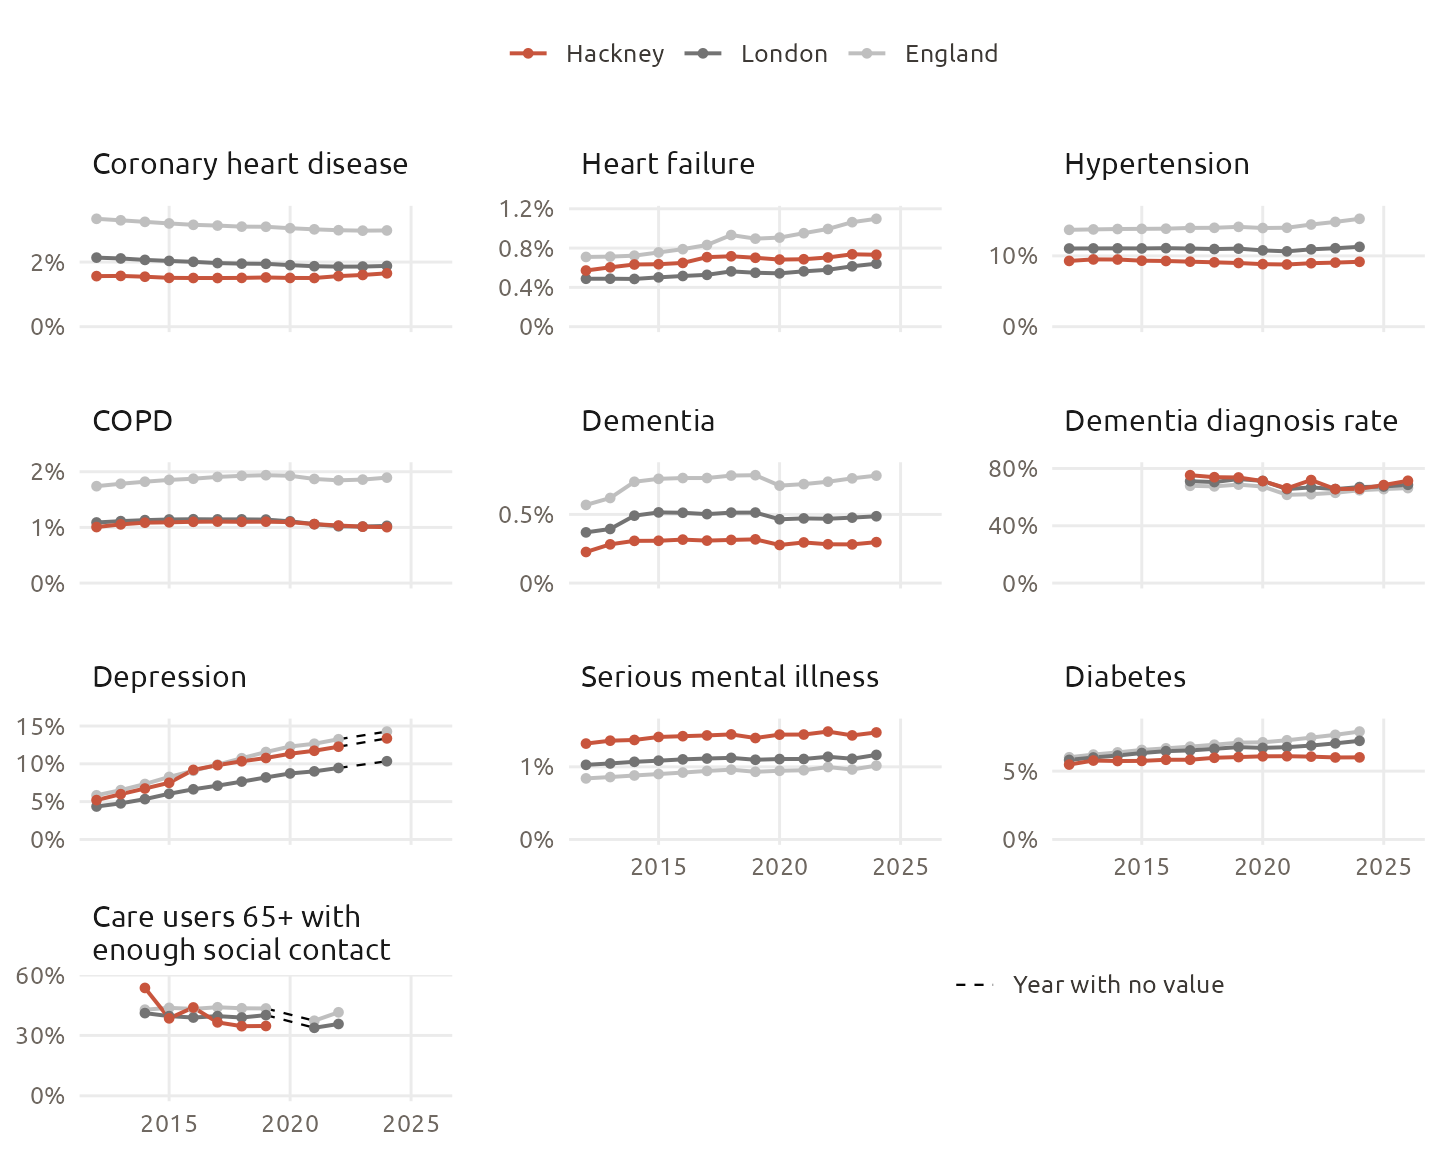 Hackney London England
Coronary heart disease
2%
0%
Heart failure
1.2%
0.8%
0.4%
0%
Hypertension
10%
0%
COPD
2%
1%
0%
Dementia
0.5%
0%
Dementia diagnosis rate
80%
40%
0%
Depression
15%
10%
5%
0%
Serious mental illness
1%
0%
2015 2020 2025
Diabetes
5%
0%
2015 2020 2025
Care users 65+ with
enough social contact
60%
30%
0%
2015 2020 2025
Year with no value